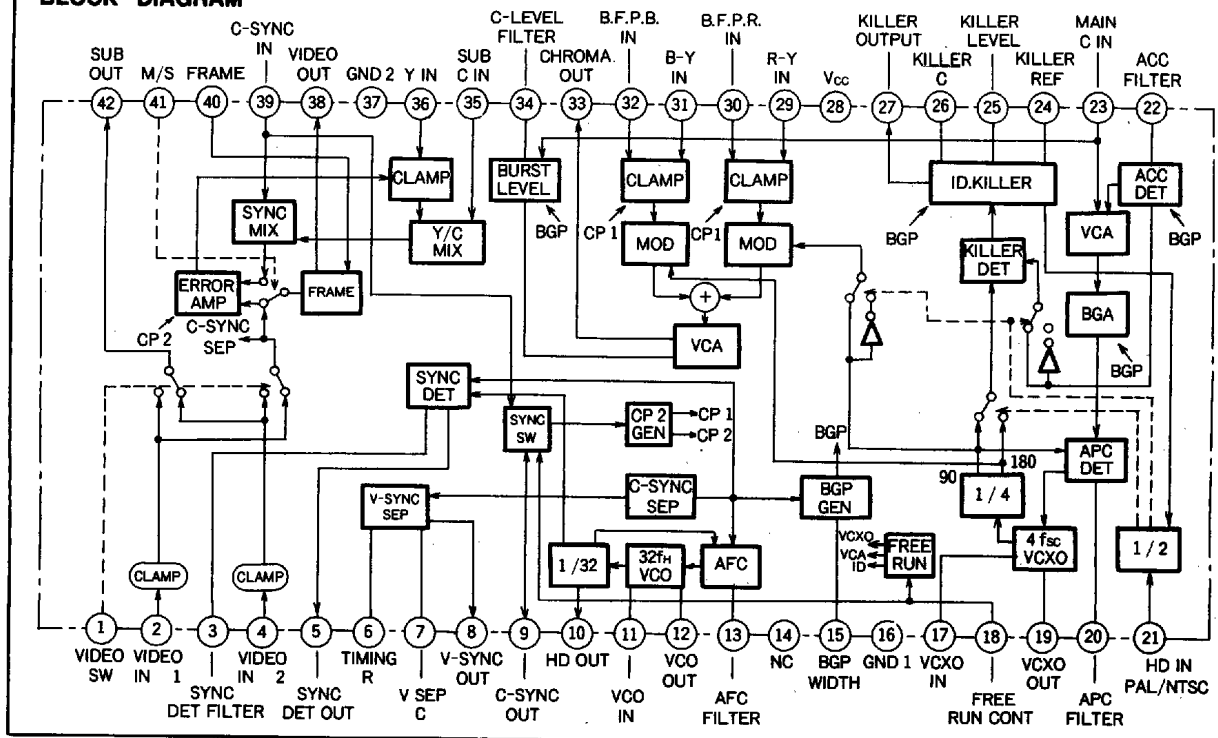 BLOCK DIAGRAM
SUB OUT
M/S
FRAME
C-SYNC IN
VIDEO OUT
GND 2
Y IN
SUB C IN
C-LEVEL FILTER
CHROMA. OUT
B.F.P.B. IN
B-Y IN
B.F.P.R. IN
R-Y IN
Vcc
KILLER OUTPUT
KILLER C
KILLER LEVEL
KILLER REF
MAIN C IN
ACC FILTER
42 41 40 39 38 37 36 35 34 33 32 31 30 29 28 27 26 25 24 23 22
CLAMP
BURST LEVEL
CLAMP
CLAMP
ID.KILLER
ACC DET
SYNC MIX
Y/C MIX
BGP
CP 1
MOD
CP 1
MOD
BGP
KILLER DET
VCA
BGP
ERROR AMP
FRAME
+
BGA
CP 2
C-SYNC SEP
VCA
BGP
SYNC DET
SYNC SW
CP 2 GEN
CP 1
CP 2
BGP
90
180
APC DET
V-SYNC SEP
C-SYNC SEP
BGP GEN
1/4
CLAMP
CLAMP
1/32
32fH VCO
AFC
VCXO
VCA
ID
FREE RUN
4 fsc VCXO
1/2
1 2 3 4 5 6 7 8 9 10 11 12 13 14 15 16 17 18 19 20 21
VIDEO SW
VIDEO IN 1
SYNC DET FILTER
VIDEO IN 2
SYNC DET OUT
TIMING R
V SEP C
V-SYNC OUT
C-SYNC OUT
HD OUT
VCO IN
VCO OUT
AFC FILTER
NC
BGP WIDTH
GND 1
VCXO IN
FREE RUN CONT
VCXO OUT
APC FILTER
HD IN PAL/NTSC